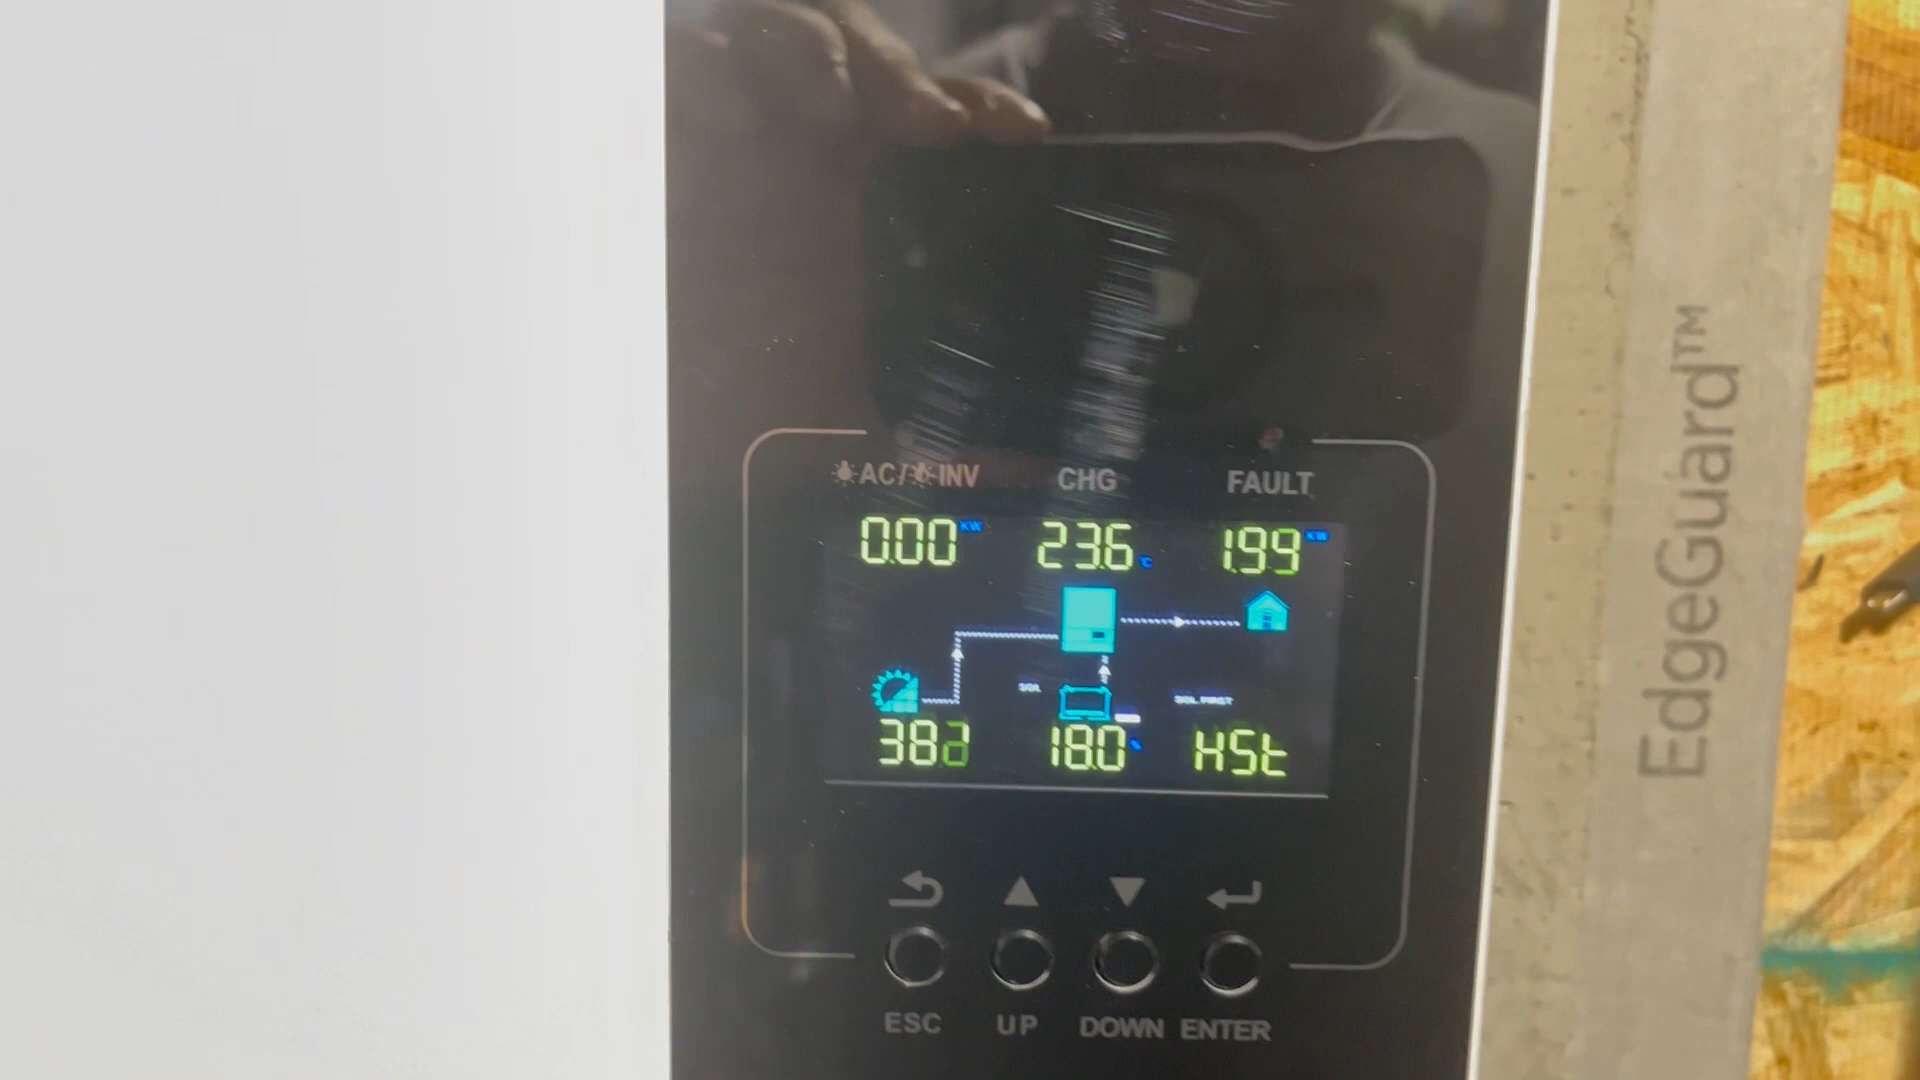 AC/ INV CHG FAULT
0.00 KW 23.6 °C 1.99 KW
SOL SOL FIRST
18.0 % HSt
ESC UP DOWN ENTER
EdgeGuard™